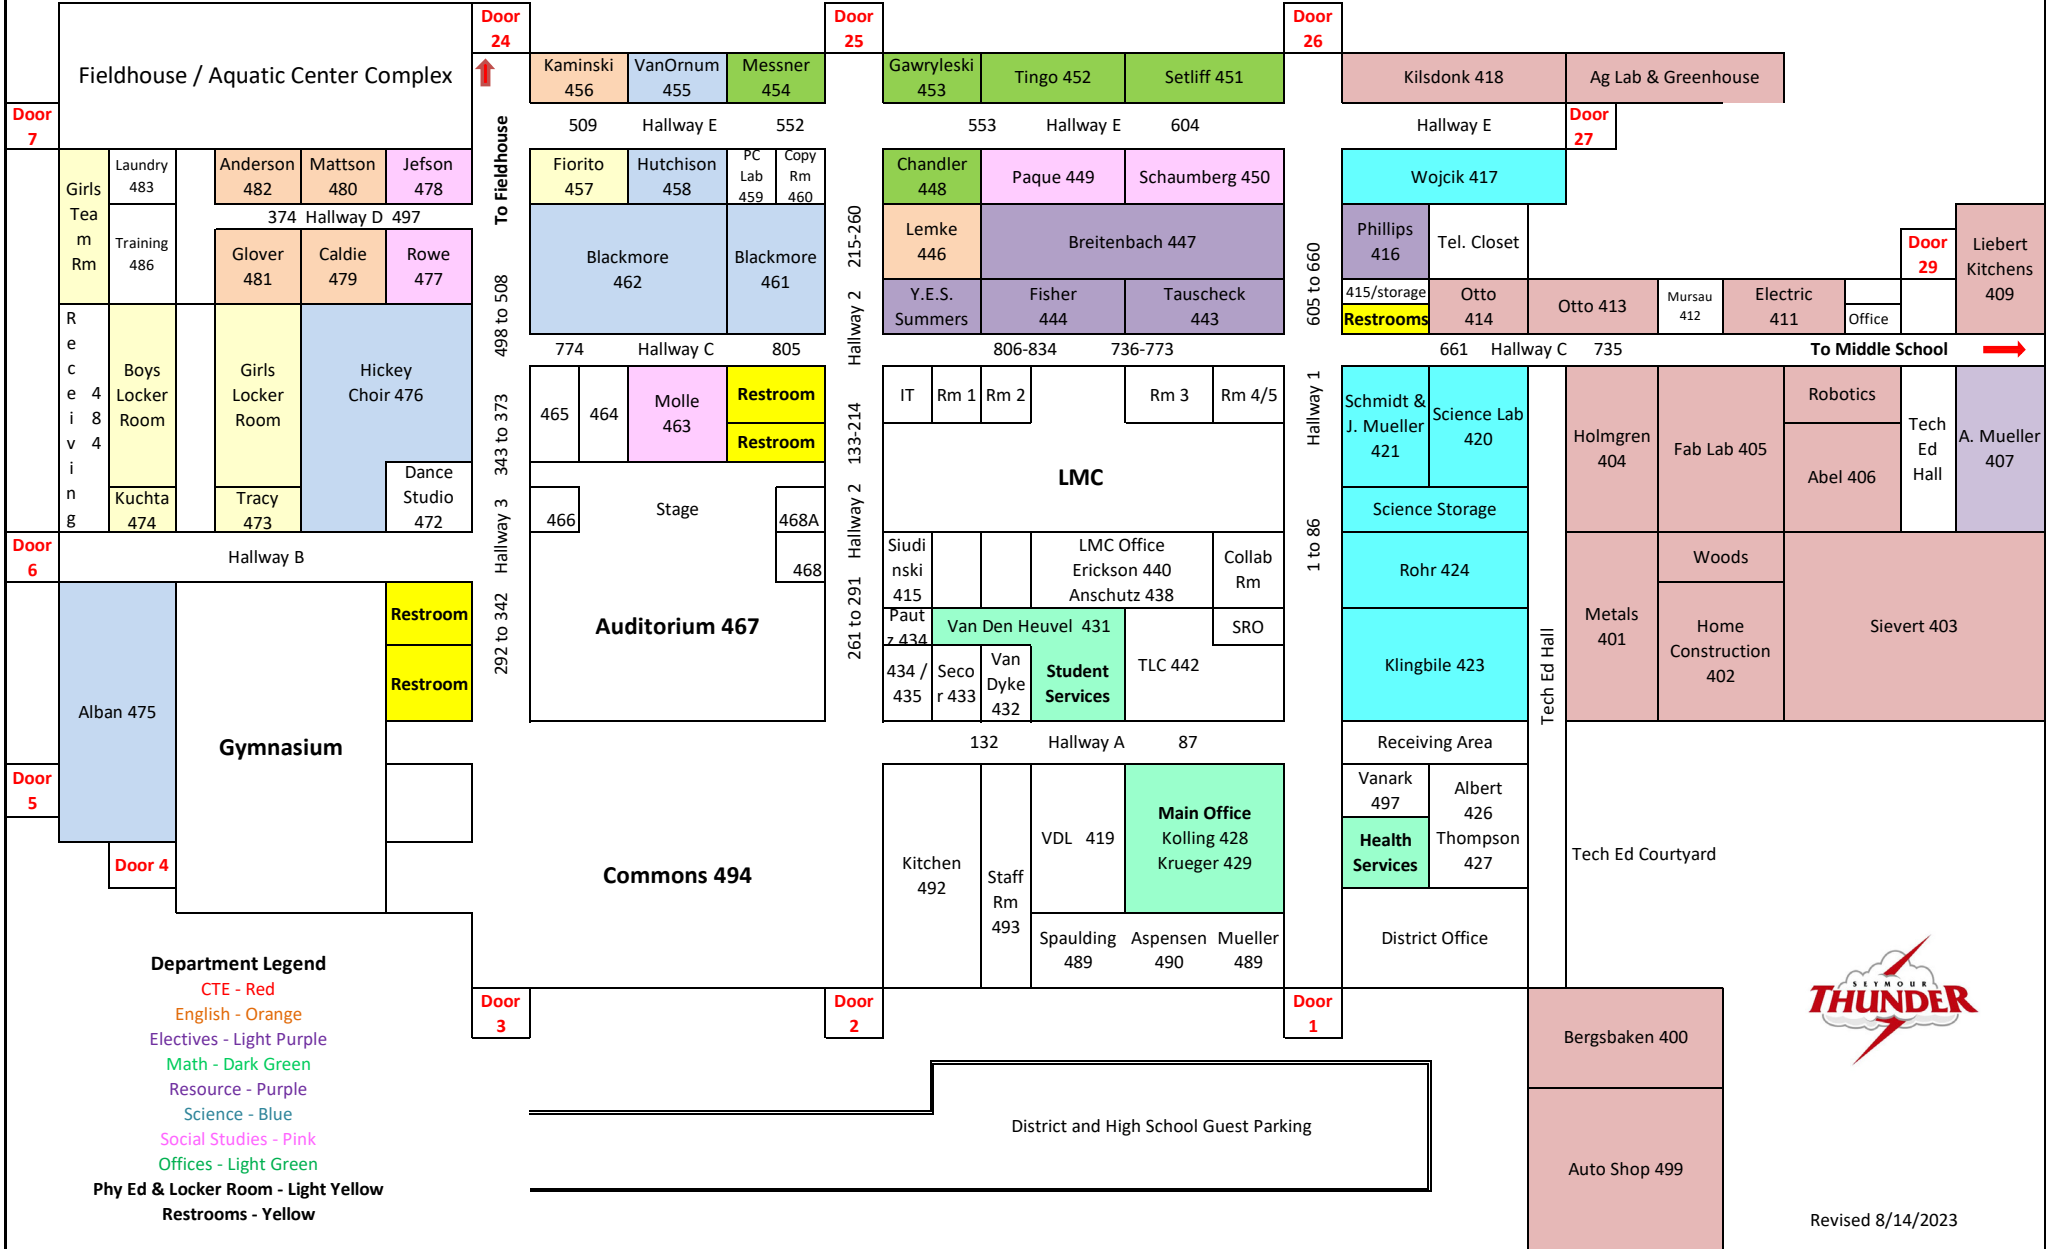 Door
24
Door
25
Door
26
Fieldhouse / Aquatic Center Complex
Kaminski
456
VanOrnum
455
Messner
454
Gawryleski
453
Tingo 452
Setliff 451
Kilsdonk 418
Ag Lab & Greenhouse
Door
7
509 Hallway E 552
553 Hallway E 604
Hallway E
Door
27
Girls
Tea
m
Rm
Laundry
483
Anderson
482
Mattson
480
Jefson
478
To Fieldhouse
Fiorito
457
Hutchison
458
PC
Lab
459
Copy
Rm
460
Chandler
448
Paque 449
Schaumberg 450
Wojcik 417
374 Hallway D 497
Training
486
Glover
481
Caldie
479
Rowe
477
Blackmore
462
Blackmore
461
215-260
Lemke
446
Breitenbach 447
605 to 660
Phillips
416
Tel. Closet
Door
29
Liebert
Kitchens
409
498 to 508
Hallway 2
Y.E.S.
Summers
Fisher
444
Tauscheck
443
415/storage
Restrooms
Otto
414
Otto 413
Mursau
412
Electric
411
Office
774 Hallway C 805
806-834 736-773
661 Hallway C 735
To Middle School
Receiving
484
Boys
Locker
Room
Girls
Locker
Room
Hickey
Choir 476
343 to 373
465
464
Molle
463
Restroom
Restroom
133-214
IT
Rm 1
Rm 2
Rm 3
Rm 4/5
LMC
Hallway 1
Schmidt &
J. Mueller
421
Science Lab
420
Holmgren
404
Fab Lab 405
Robotics
Abel 406
Tech
Ed
Hall
A. Mueller
407
Kuchta
474
Tracy
473
Dance
Studio
472
Hallway 3
466
Stage
468A
468
Hallway 2
1 to 86
Science Storage
Door
6
Hallway B
Siudi
nski
415
LMC Office
Erickson 440
Anschutz 438
Collab
Rm
Rohr 424
Woods
Alban 475
Gymnasium
Restroom
Restroom
292 to 342
Auditorium 467
261 to 291
Paut
z 434
Van Den Heuvel 431
SRO
434 /
435
Seco
r 433
Van
Dyke
432
Student
Services
TLC 442
Klingbile 423
Tech Ed Hall
Metals
401
Home
Construction
402
Sievert 403
132 Hallway A 87
Receiving Area
Door
5
Door 4
Commons 494
Kitchen
492
Staff
Rm
493
VDL 419
Main Office
Kolling 428
Krueger 429
Vanark
497
Health
Services
Albert
426
Thompson
427
Tech Ed Courtyard
Spaulding
489
Aspensen
490
Mueller
489
District Office
Department Legend
CTE - Red
English - Orange
Electives - Light Purple
Math - Dark Green
Resource - Purple
Science - Blue
Social Studies - Pink
Offices - Light Green
Phy Ed & Locker Room - Light Yellow
Restrooms - Yellow
Door
3
Door
2
Door
1
Bergsbaken 400
Auto Shop 499
District and High School Guest Parking
SEYMOUR
THUNDER
Revised 8/14/2023